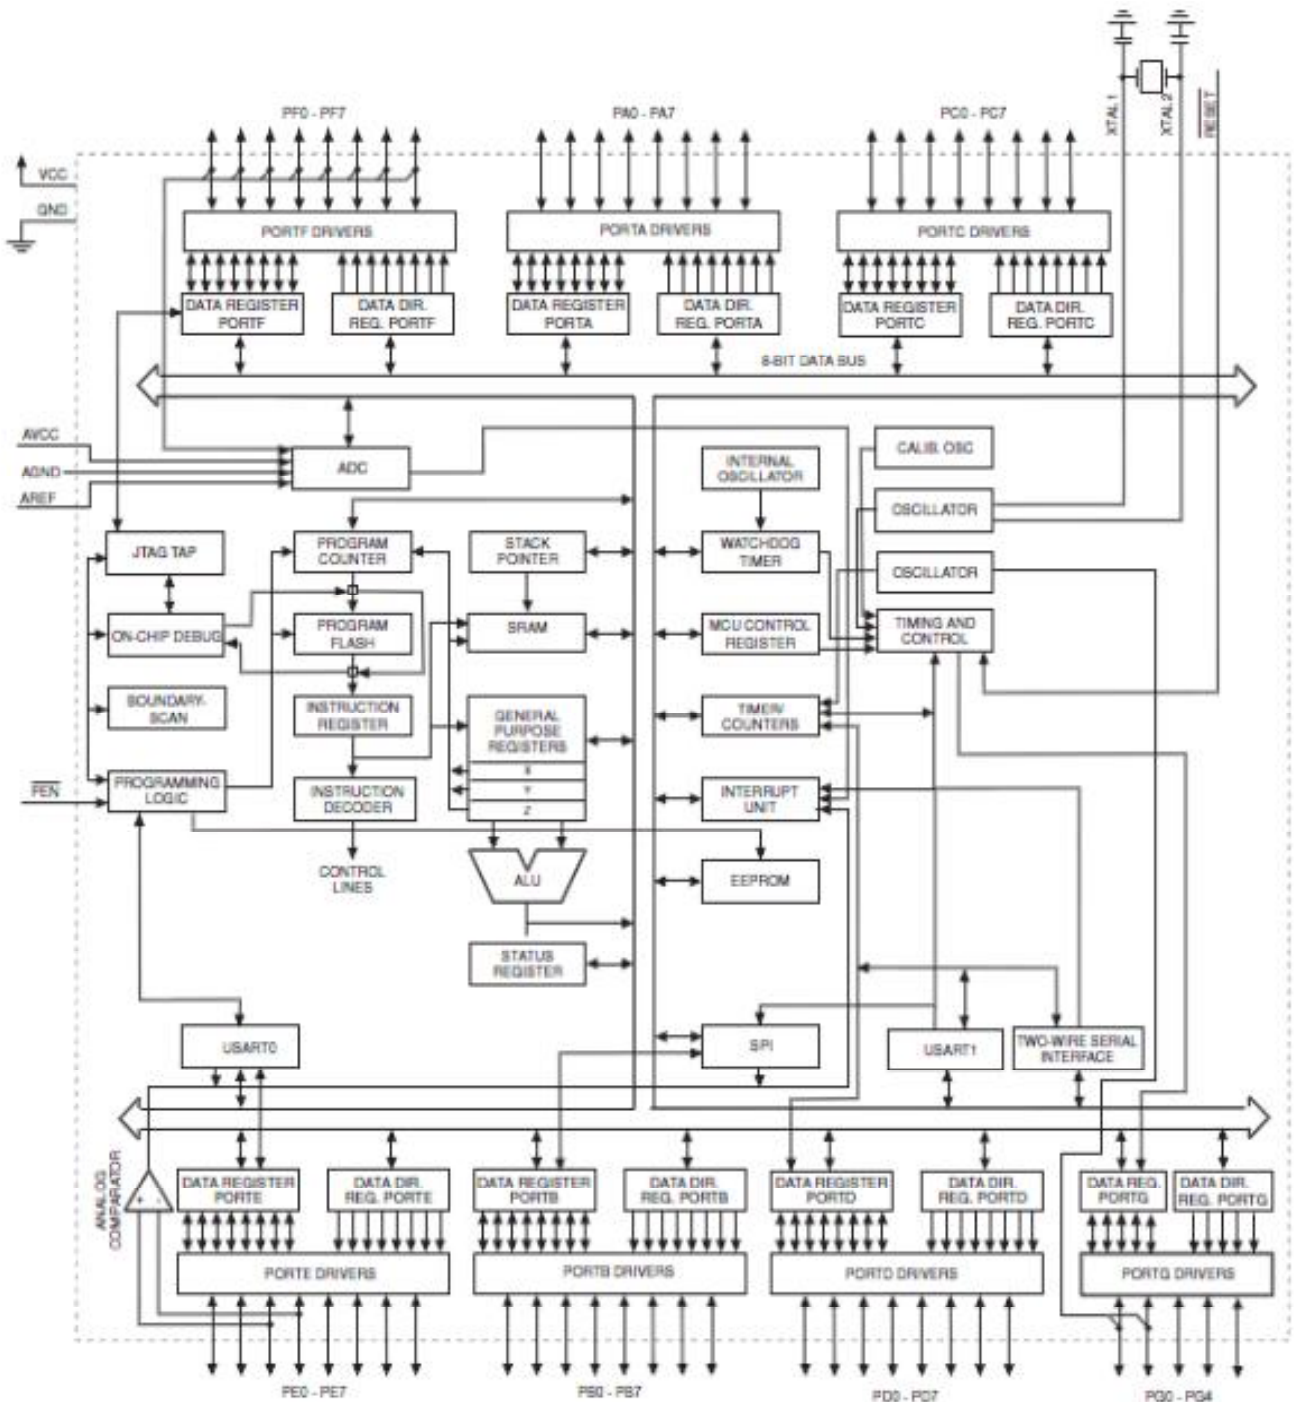 XTAL1
XTAL2
RESET
PF0 - PF7
PA0 - PA7
PC0 - PC7
VCC
GND
PORTF DRIVERS
PORTA DRIVERS
PORTC DRIVERS
DATA REGISTER
PORTF
DATA DIR.
REG. PORTF
DATA REGISTER
PORTA
DATA DIR.
REG. PORTA
DATA REGISTER
PORTC
DATA DIR.
REG. PORTC
8-BIT DATA BUS
AVCC
AGND
AREF
ADC
INTERNAL
OSCILLATOR
CALIB. OSC
OSCILLATOR
JTAG TAP
PROGRAM
COUNTER
STACK
POINTER
WATCHDOG
TIMER
OSCILLATOR
ON-CHIP DEBUG
PROGRAM
FLASH
SRAM
MCU CONTROL
REGISTER
TIMING AND
CONTROL
BOUNDARY-
SCAN
INSTRUCTION
REGISTER
GENERAL
PURPOSE
REGISTERS
X
Y
Z
TIMER/
COUNTERS
PEN
PROGRAMMING
LOGIC
INSTRUCTION
DECODER
INTERRUPT
UNIT
CONTROL
LINES
ALU
EEPROM
STATUS
REGISTER
USART0
SPI
USART1
TWO-WIRE SERIAL
INTERFACE
ANALOG
COMPARATOR
+
-
DATA REGISTER
PORTE
DATA DIR.
REG. PORTE
DATA REGISTER
PORTB
DATA DIR.
REG. PORTB
DATA REGISTER
PORTD
DATA DIR.
REG. PORTD
DATA REG.
PORTG
DATA DIR.
REG. PORTG
PORTE DRIVERS
PORTB DRIVERS
PORTD DRIVERS
PORTG DRIVERS
PE0 - PE7
PB0 - PB7
PD0 - PD7
PG0 - PG4